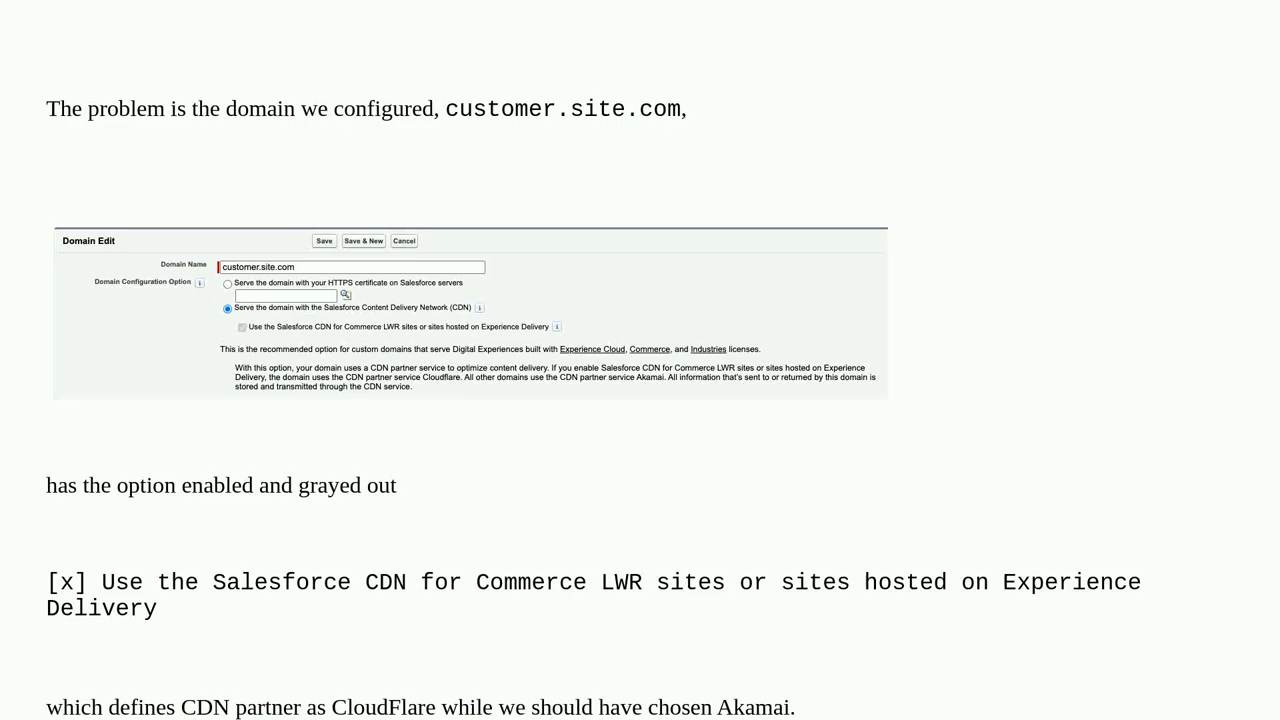 The problem is the domain we configured, customer.site.com,
Domain Edit Save Save & New Cancel
Domain Name customer.site.com
Domain Configuration Option i Serve the domain with your HTTPS certificate on Salesforce servers
Serve the domain with the Salesforce Content Delivery Network (CDN) i
Use the Salesforce CDN for Commerce LWR sites or sites hosted on Experience Delivery i
This is the recommended option for custom domains that serve Digital Experiences built with Experience Cloud, Commerce, and Industries licenses.
With this option, your domain uses a CDN partner service to optimize content delivery. If you enable Salesforce CDN for Commerce LWR sites or sites hosted on Experience
Delivery, the domain uses the CDN partner service Cloudflare. All other domains use the CDN partner service Akamai. All information that's sent to or returned by this domain is
stored and transmitted through the CDN service.
has the option enabled and grayed out
[x] Use the Salesforce CDN for Commerce LWR sites or sites hosted on Experience
Delivery
which defines CDN partner as CloudFlare while we should have chosen Akamai.